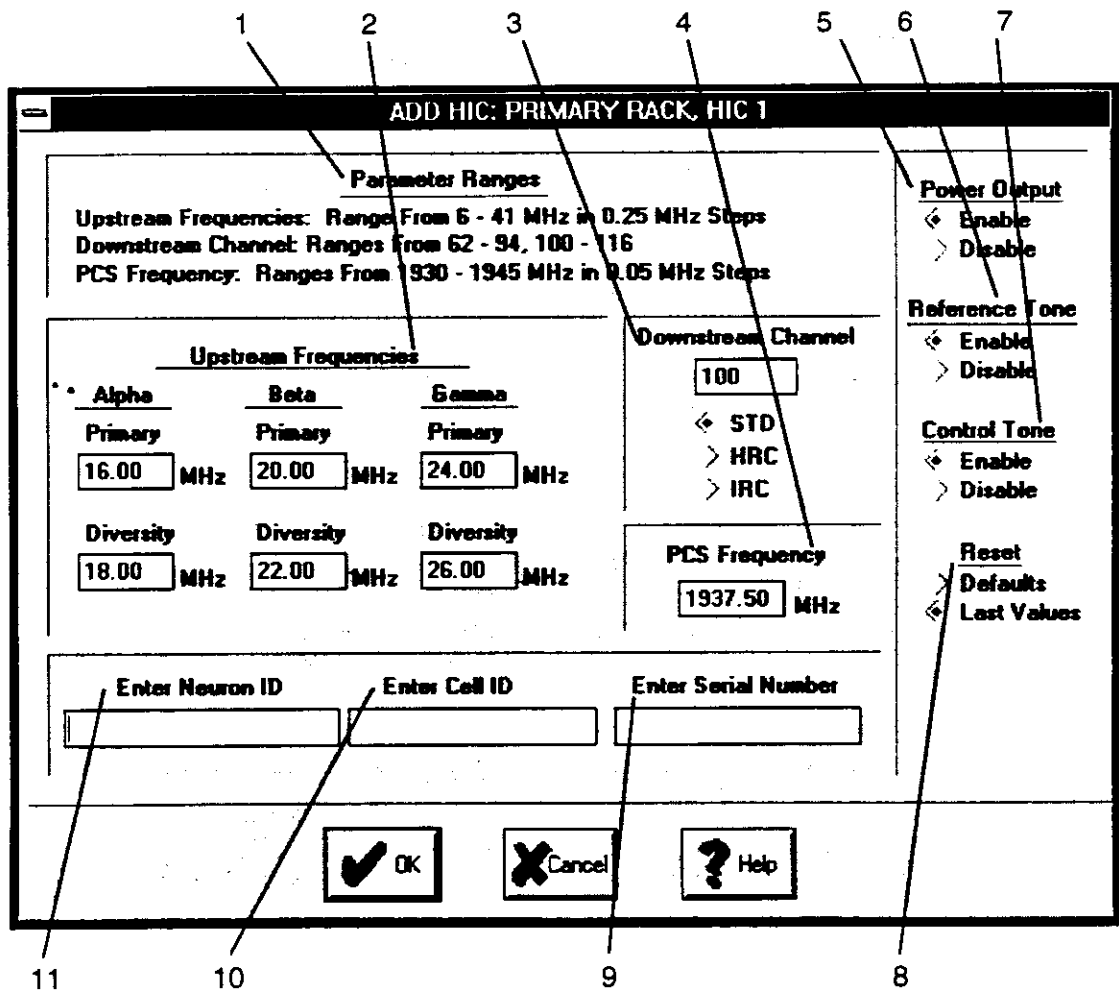 1 2 3 4 5 6 7
ADD HIC: PRIMARY RACK, HIC 1
Parameter Ranges
Upstream Frequencies: Range From 6 - 41 MHz in 0.25 MHz Steps
Downstream Channel: Ranges From 62 - 94, 100 - 116
PCS Frequency: Ranges From 1930 - 1945 MHz in 0.05 MHz Steps
Upstream Frequencies
Alpha Beta Gamma
Primary Primary Primary
16.00 MHz 20.00 MHz 24.00 MHz
Diversity Diversity Diversity
18.00 MHz 22.00 MHz 26.00 MHz
Downstream Channel
100
STD
HRC
IRC
PCS Frequency
1937.50 MHz
Power Output
Enable
Disable
Reference Tone
Enable
Disable
Control Tone
Enable
Disable
Reset
Defaults
Last Values
Enter Neuron ID Enter Cell ID Enter Serial Number
OK Cancel Help
11 10 9 8